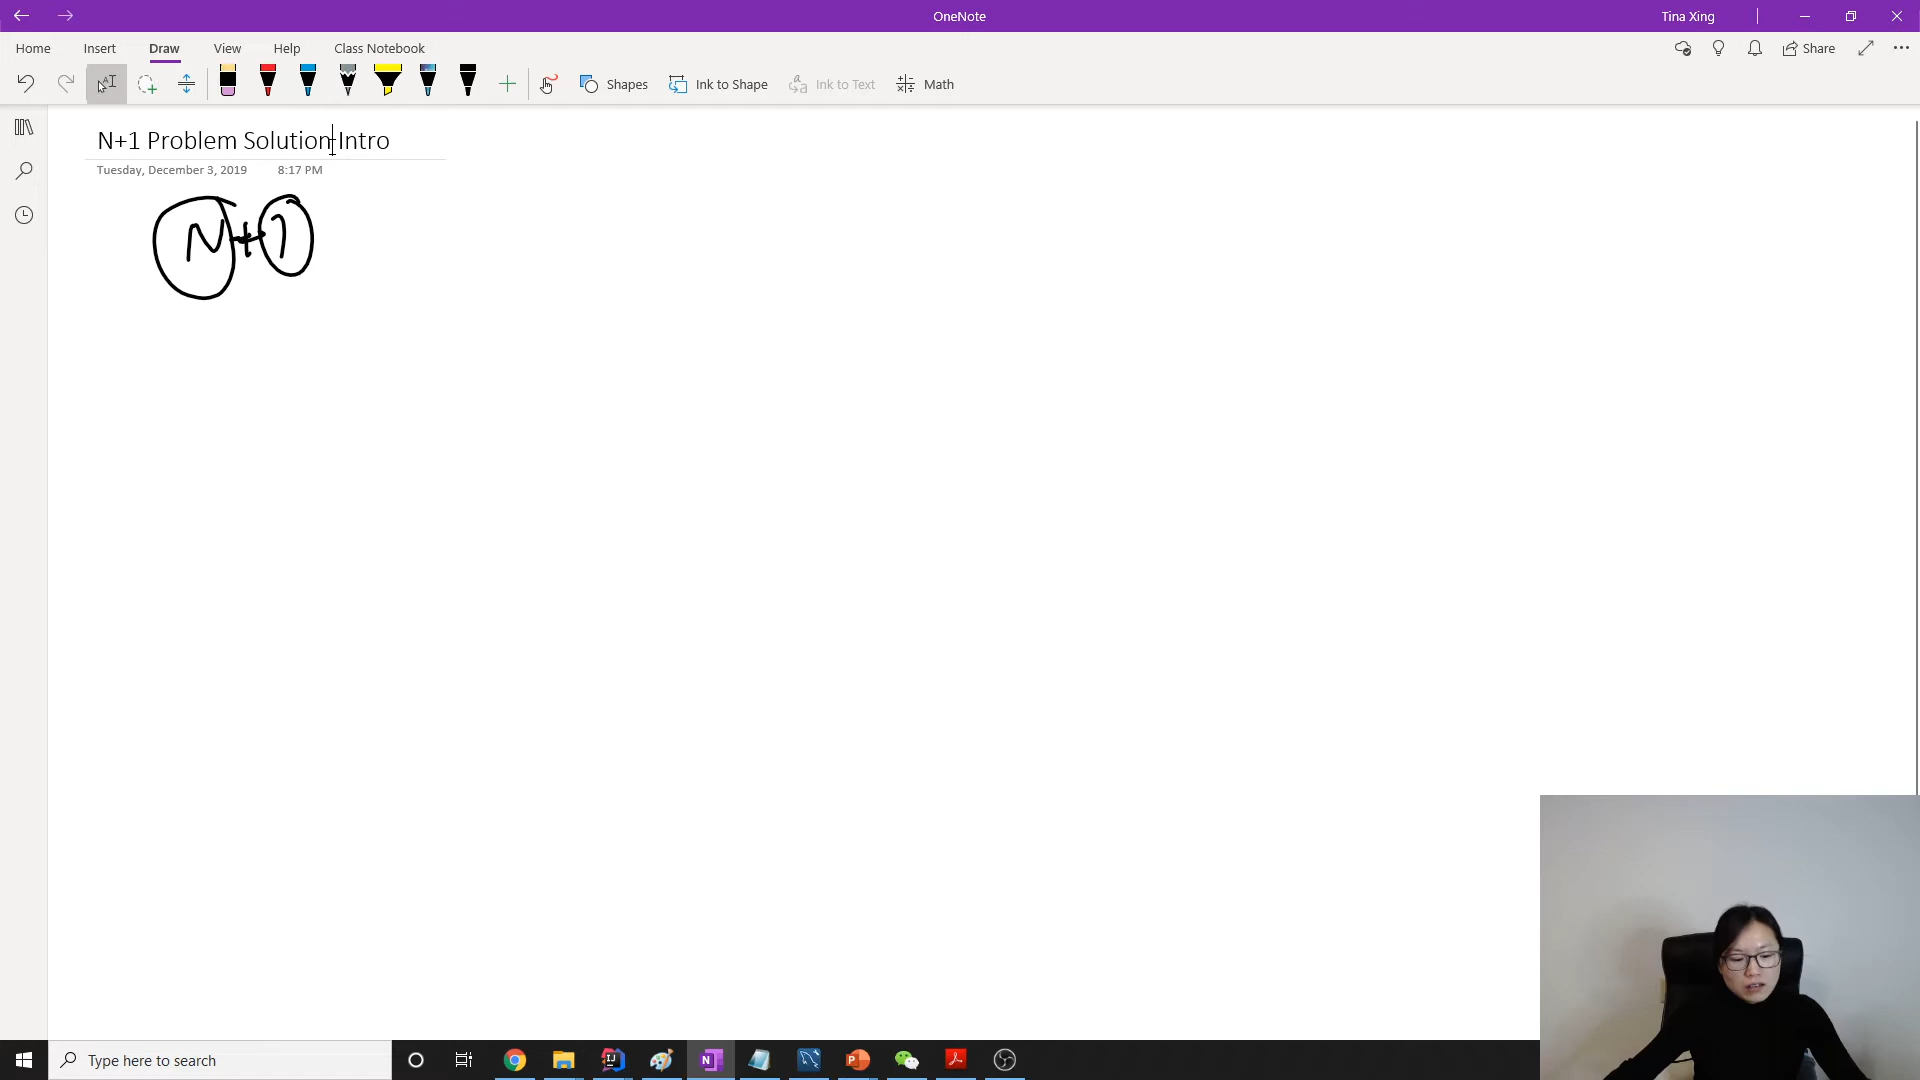 OneNote
Tina Xing
Home Insert Draw View Help Class Notebook
Share
Shapes Ink to Shape Ink to Text Math
N+1 Problem Solution Intro
Tuesday, December 3, 2019 8:17 PM
N+1
Type here to search